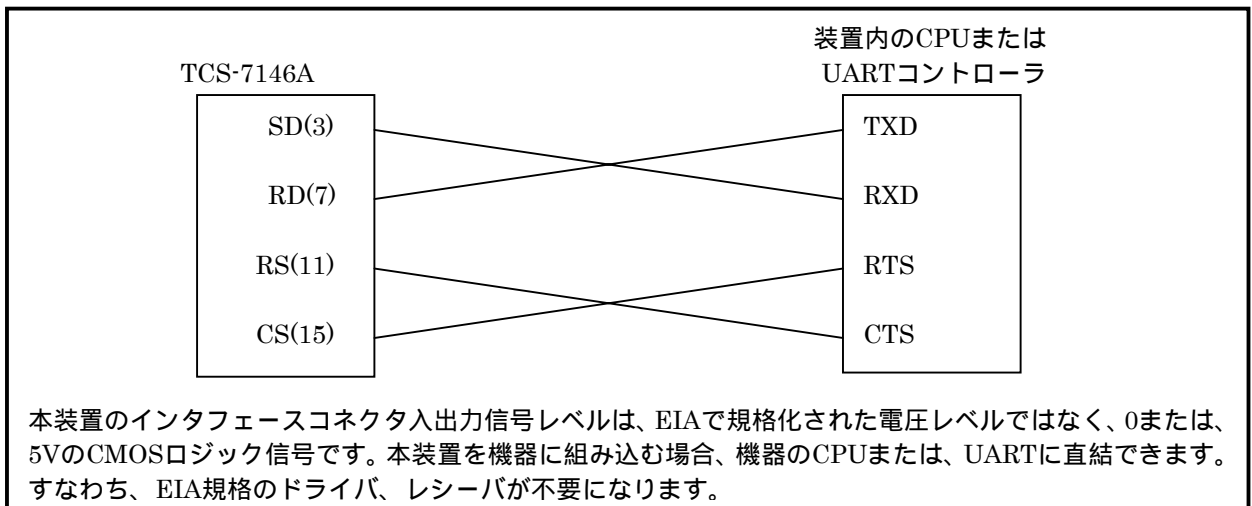 装置内のCPUまたは
TCS-7146A
UARTコントローラ
SD(3)
TXD
RD(7)
RXD
RS(11)
RTS
CS(15)
CTS
本装置のインタフェースコネクタ入出力信号レベルは、EIAで規格化された電圧レベルではなく、0または、
5VのCMOSロジック信号です。本装置を機器に組み込む場合、機器のCPUまたは、UARTに直結できます。
すなわち、EIA規格のドライバ、レシーバが不要になります。